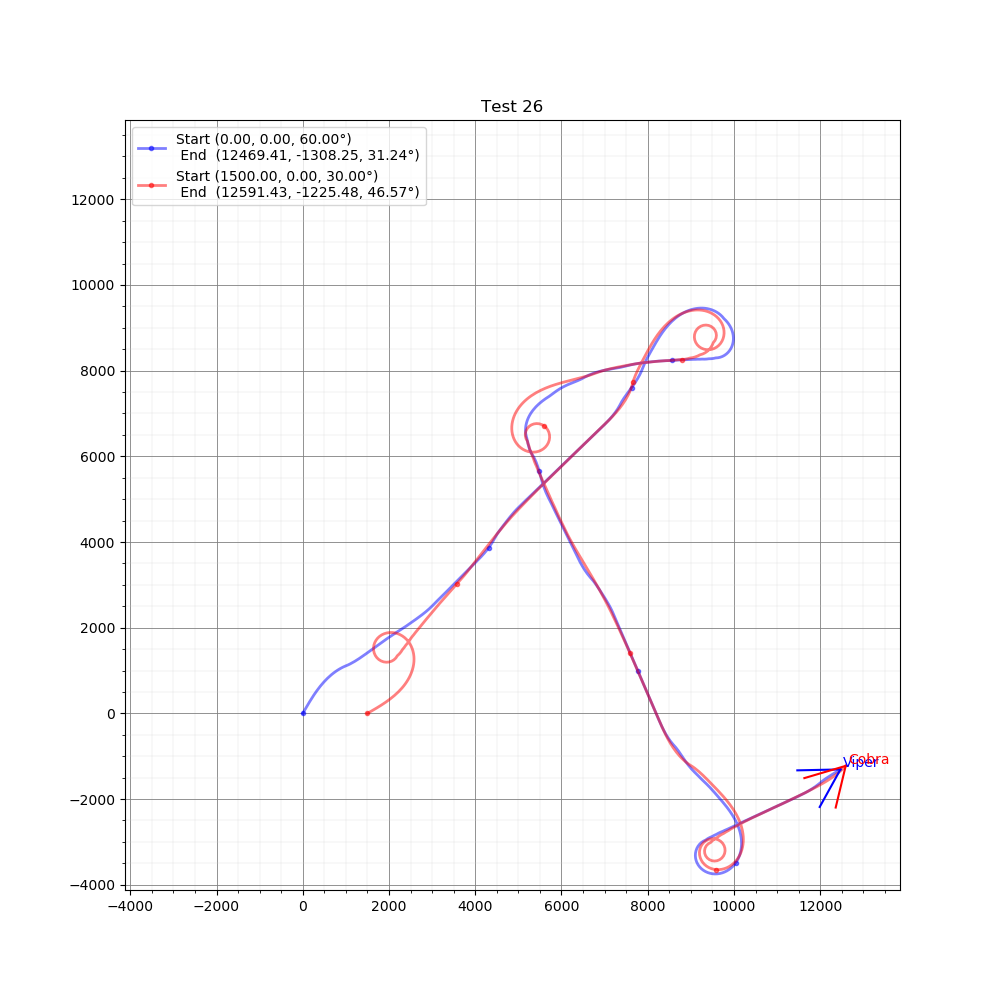 Test 26
Start (0.00, 0.00, 60.00°)
End (12469.41, -1308.25, 31.24°)
Start (1500.00, 0.00, 30.00°)
End (12591.43, -1225.48, 46.57°)
12000
10000
8000
6000
4000
2000
0
−2000
−4000
Cobra
Viper
−4000 −2000 0 2000 4000 6000 8000 10000 12000